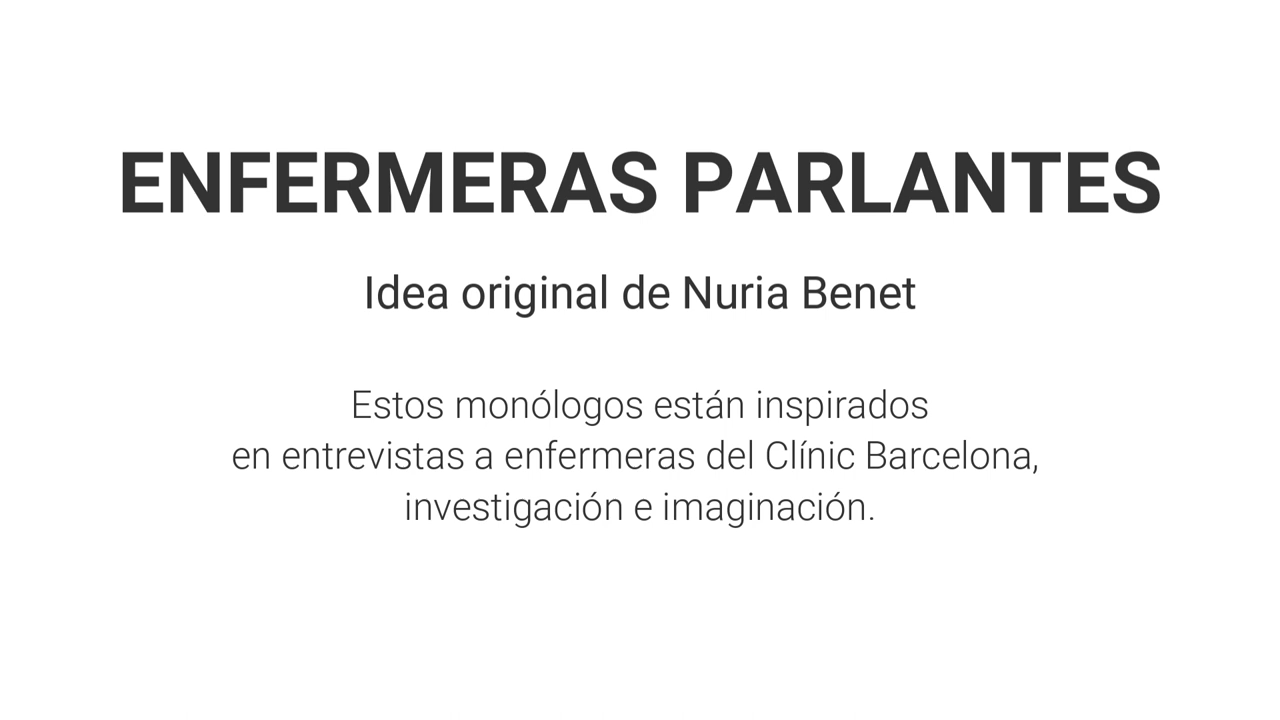 ENFERMERAS PARLANTES
Idea original de Nuria Benet
Estos monólogos están inspirados
en entrevistas a enfermeras del Clínic Barcelona,
investigación e imaginación.